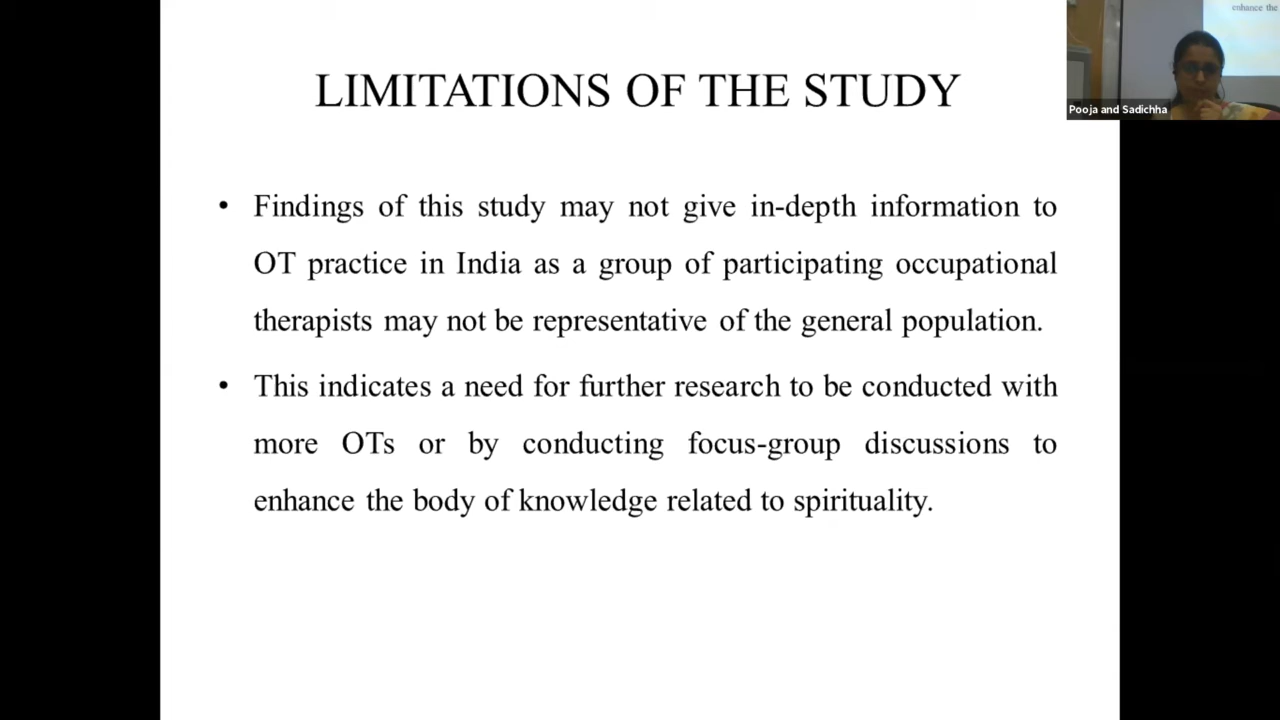 LIMITATIONS OF THE STUDY
enhance the
Pooja and Sadichha
• Findings of this study may not give in-depth information to
OT practice in India as a group of participating occupational
therapists may not be representative of the general population.
• This indicates a need for further research to be conducted with
more OTs or by conducting focus-group discussions to
enhance the body of knowledge related to spirituality.